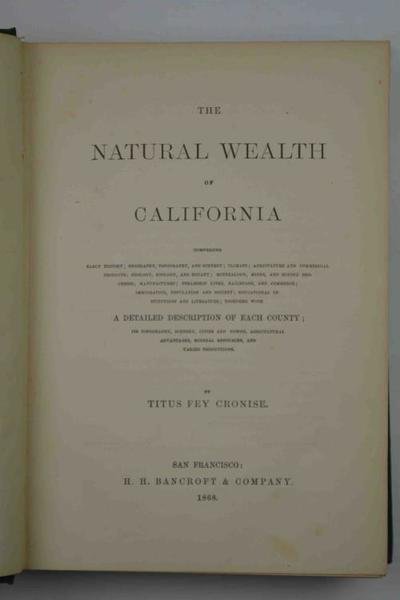 THE
NATURAL WEALTH
OF
CALIFORNIA
COMPRISING
EARLY HISTORY; GEOGRAPHY, TOPOGRAPHY, AND SCENERY; CLIMATE; AGRICULTURE AND COMMERCIAL
PRODUCTS; GEOLOGY, ZOOLOGY, AND BOTANY; MINERALOGY, MINES, AND MINING PRO-
CESSES; MANUFACTURES; STEAMSHIP LINES, RAILROADS, AND COMMERCE;
IMMIGRATION, POPULATION AND SOCIETY; EDUCATIONAL IN-
STITUTIONS AND LITERATURE; TOGETHER WITH
A DETAILED DESCRIPTION OF EACH COUNTY;
ITS TOPOGRAPHY, SCENERY, CITIES AND TOWNS, AGRICULTURAL
ADVANTAGES, MINERAL RESOURCES, AND
VARIED PRODUCTIONS.
BY
TITUS FEY CRONISE.
SAN FRANCISCO:
H. H. BANCROFT & COMPANY.
1868.